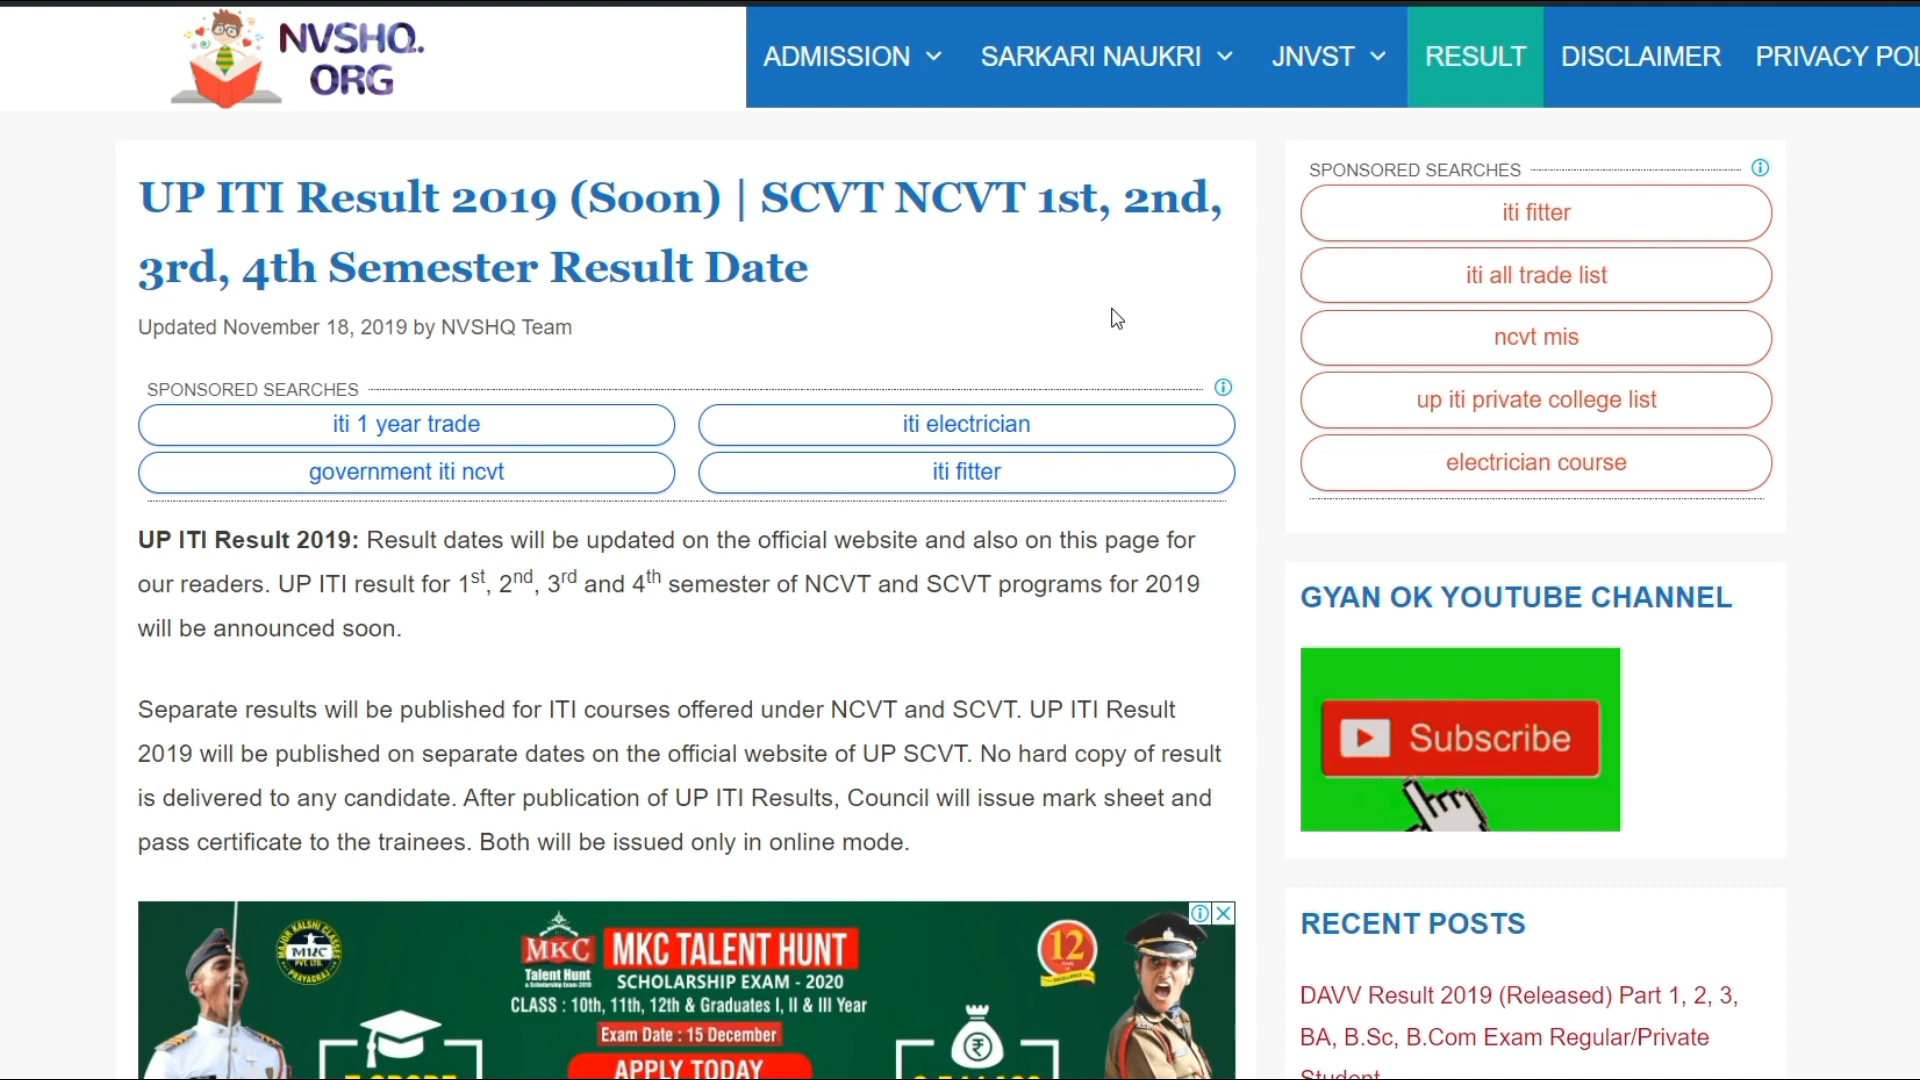 NVSHQ.
ORG
ADMISSION
SARKARI NAUKRI
JNVST
RESULT
DISCLAIMER
PRIVACY POL
UP ITI Result 2019 (Soon) | SCVT NCVT 1st, 2nd,
3rd, 4th Semester Result Date
Updated November 18, 2019 by NVSHQ Team
SPONSORED SEARCHES
iti 1 year trade
iti electrician
government iti ncvt
iti fitter
UP ITI Result 2019: Result dates will be updated on the official website and also on this page for
our readers. UP ITI result for 1st, 2nd, 3rd and 4th semester of NCVT and SCVT programs for 2019
will be announced soon.
Separate results will be published for ITI courses offered under NCVT and SCVT. UP ITI Result
2019 will be published on separate dates on the official website of UP SCVT. No hard copy of result
is delivered to any candidate. After publication of UP ITI Results, Council will issue mark sheet and
pass certificate to the trainees. Both will be issued only in online mode.
MAJOR KALSHI CLASSES
MKC
PVT. LTD.
PRAYAGRAJ
MKC
Talent Hunt
MKC TALENT HUNT
SCHOLARSHIP EXAM - 2020
CLASS : 10th, 11th, 12th & Graduates I, II & III Year
Exam Date : 15 December
APPLY TODAY
12
SPONSORED SEARCHES
iti fitter
iti all trade list
ncvt mis
up iti private college list
electrician course
GYAN OK YOUTUBE CHANNEL
Subscribe
RECENT POSTS
DAVV Result 2019 (Released) Part 1, 2, 3,
BA, B.Sc, B.Com Exam Regular/Private
Student